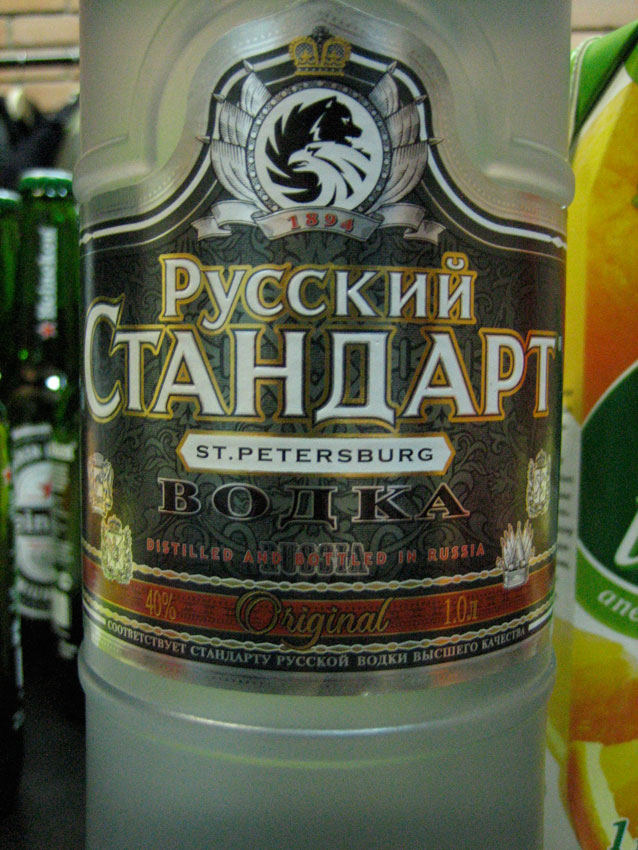 1894
Русский
Стандарт
ST. PETERSBURG
ВОДКА
DISTILLED AND BOTTLED IN RUSSIA
40%
Original
1.0л
СООТВЕТСТВУЕТ СТАНДАРТУ РУССКОЙ ВОДКИ ВЫСШЕГО КАЧЕСТВА